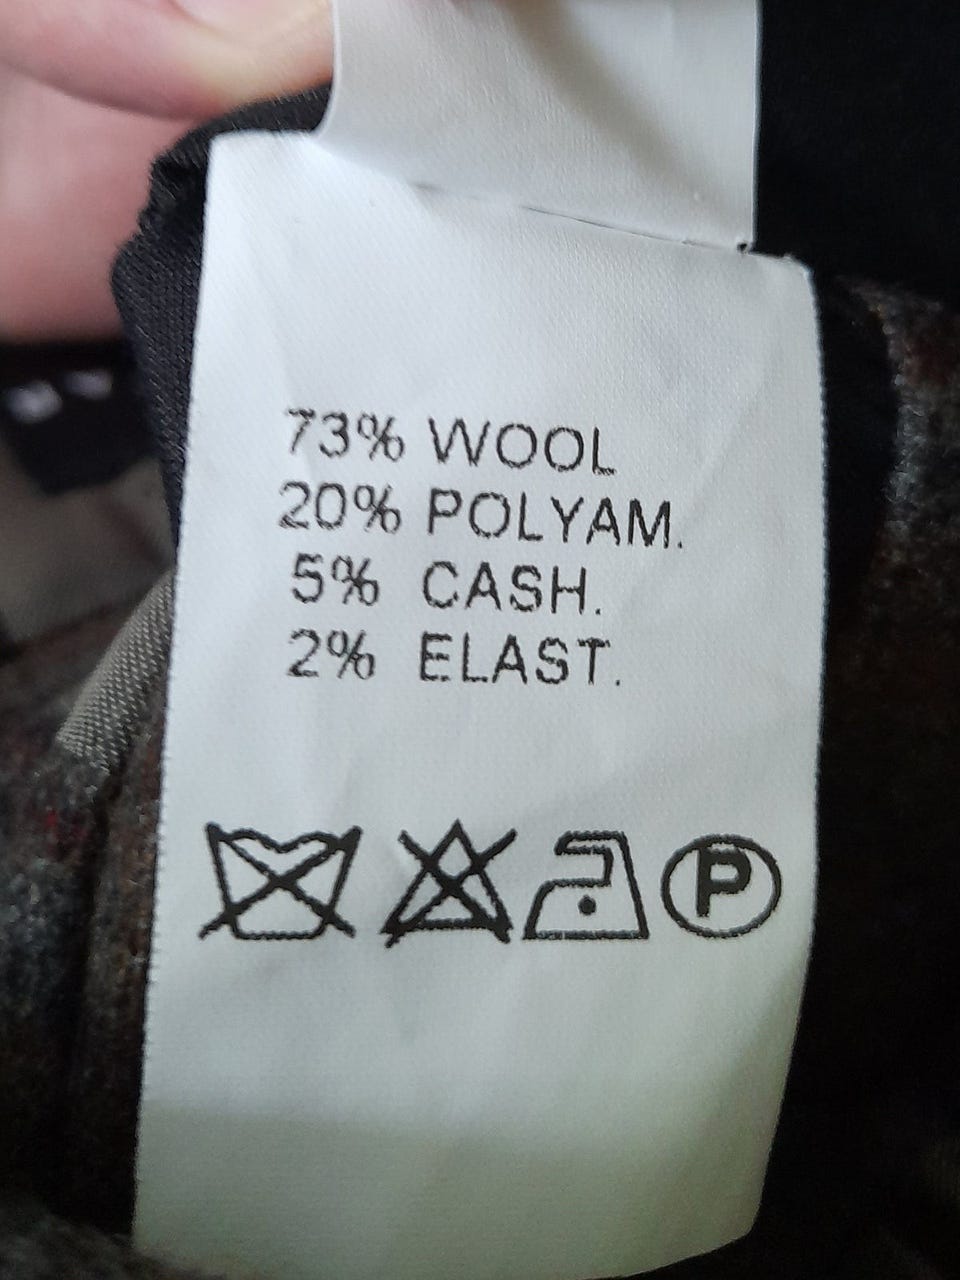 73% WOOL
20% POLYAM.
5% CASH.
2% ELAST.
P